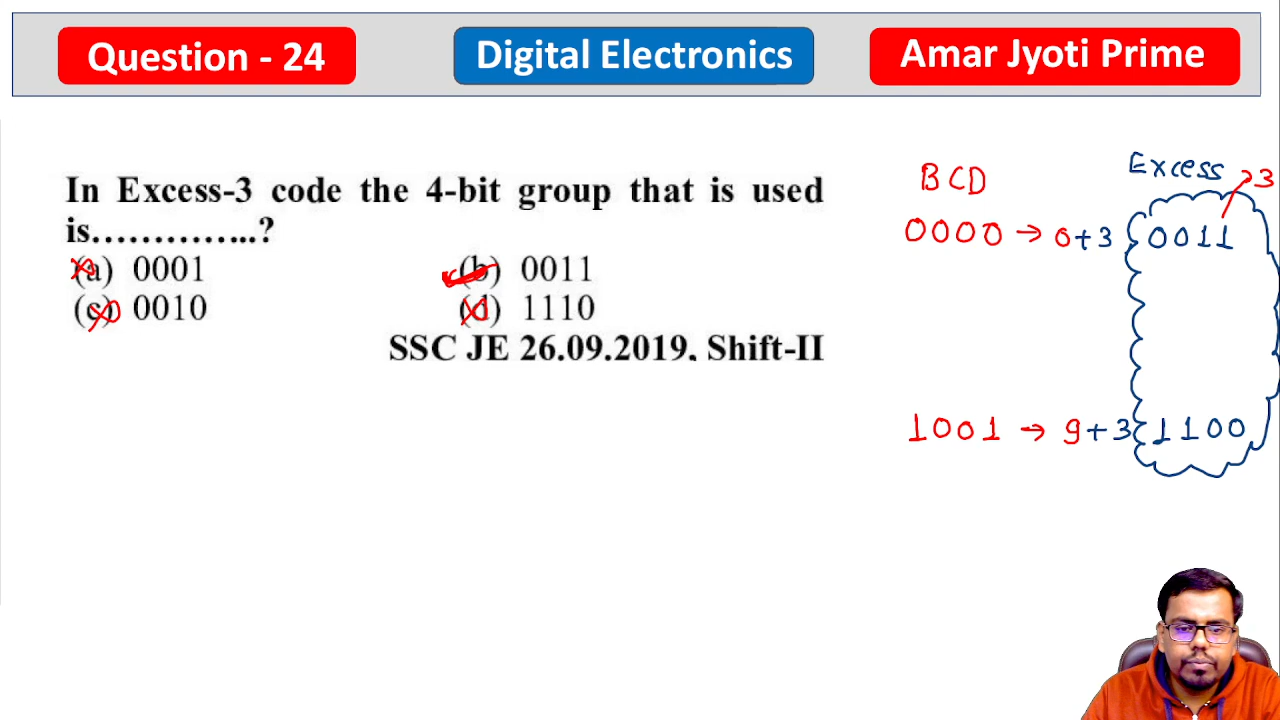 Question - 24
Digital Electronics
Amar Jyoti Prime
In Excess-3 code the 4-bit group that is used
is…………..?
(a) 0001
(b) 0011
(c) 0010
(d) 1110
SSC JE 26.09.2019, Shift-II
BCD
Excess 3
0000 → 0+3 0011
1001 → 9+3 1100